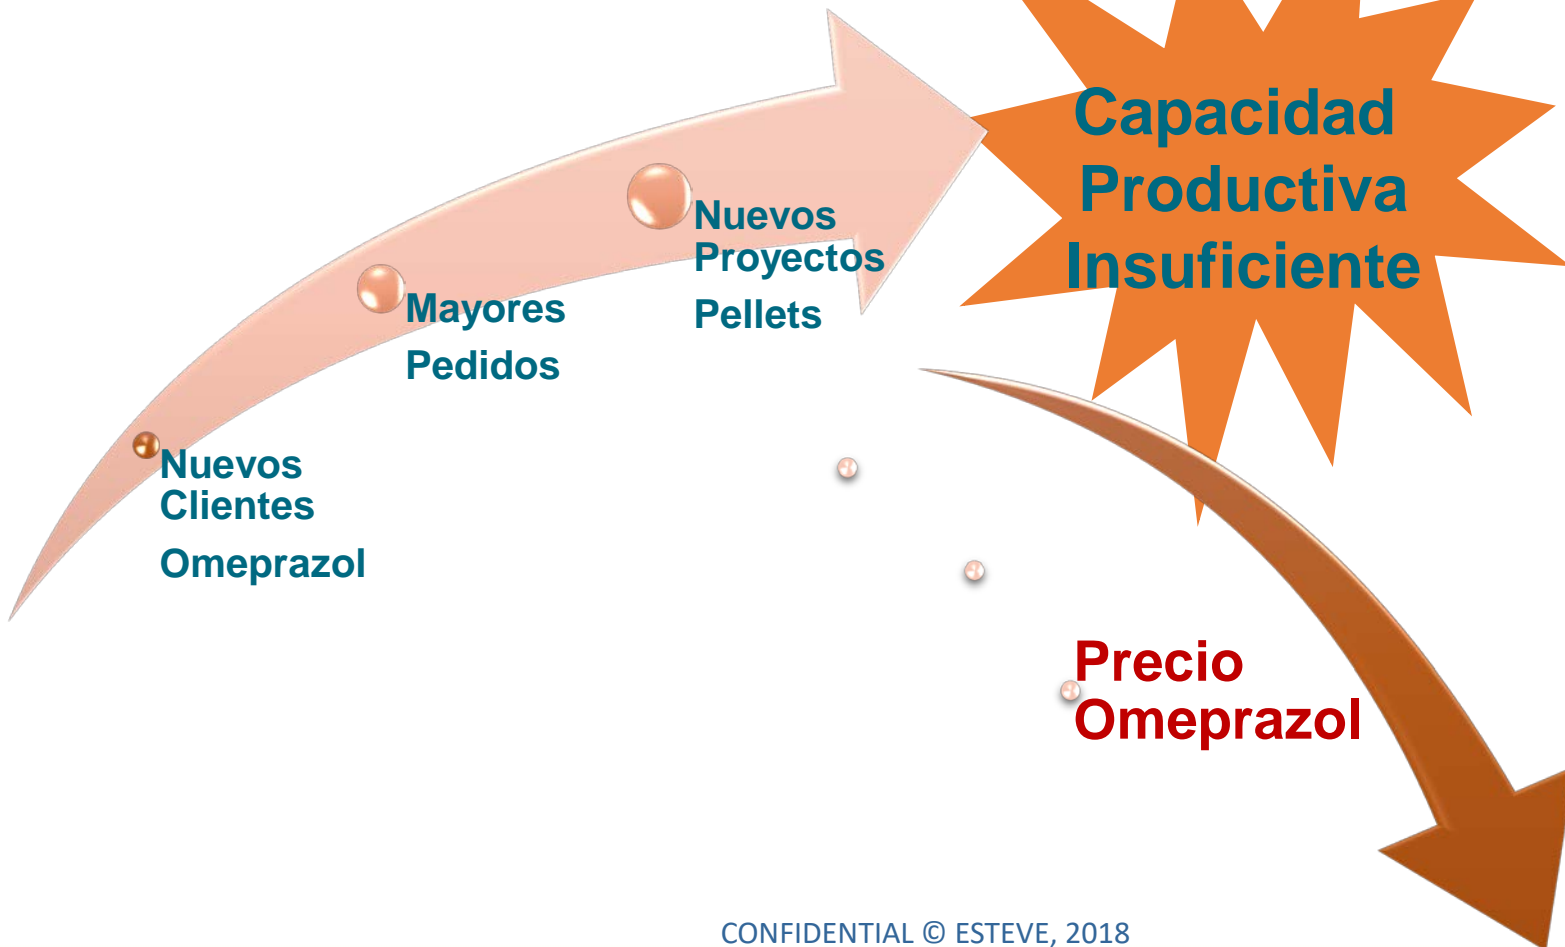 Capacidad
Productiva
Insuficiente
Nuevos
Proyectos
Pellets
Mayores
Pedidos
Nuevos
Clientes
Omeprazol
Precio
Omeprazol
CONFIDENTIAL © ESTEVE, 2018